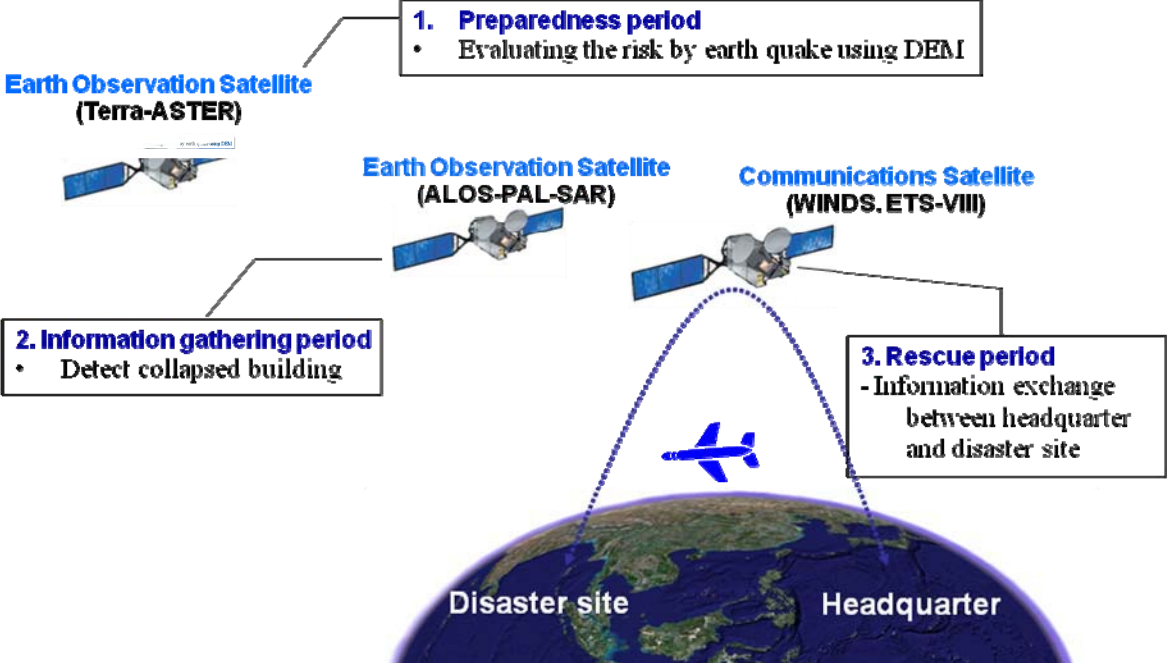 1. Preparedness period
• Evaluating the risk by earth quake using DEM
Earth Observation Satellite
(Terra-ASTER)
using DEM
Earth Observation Satellite
(ALOS-PAL-SAR)
Communications Satellite
(WINDS. ETS-VIII)
2. Information gathering period
• Detect collapsed building
3. Rescue period
- Information exchange
between headquarter
and disaster site
Disaster site
Headquarter